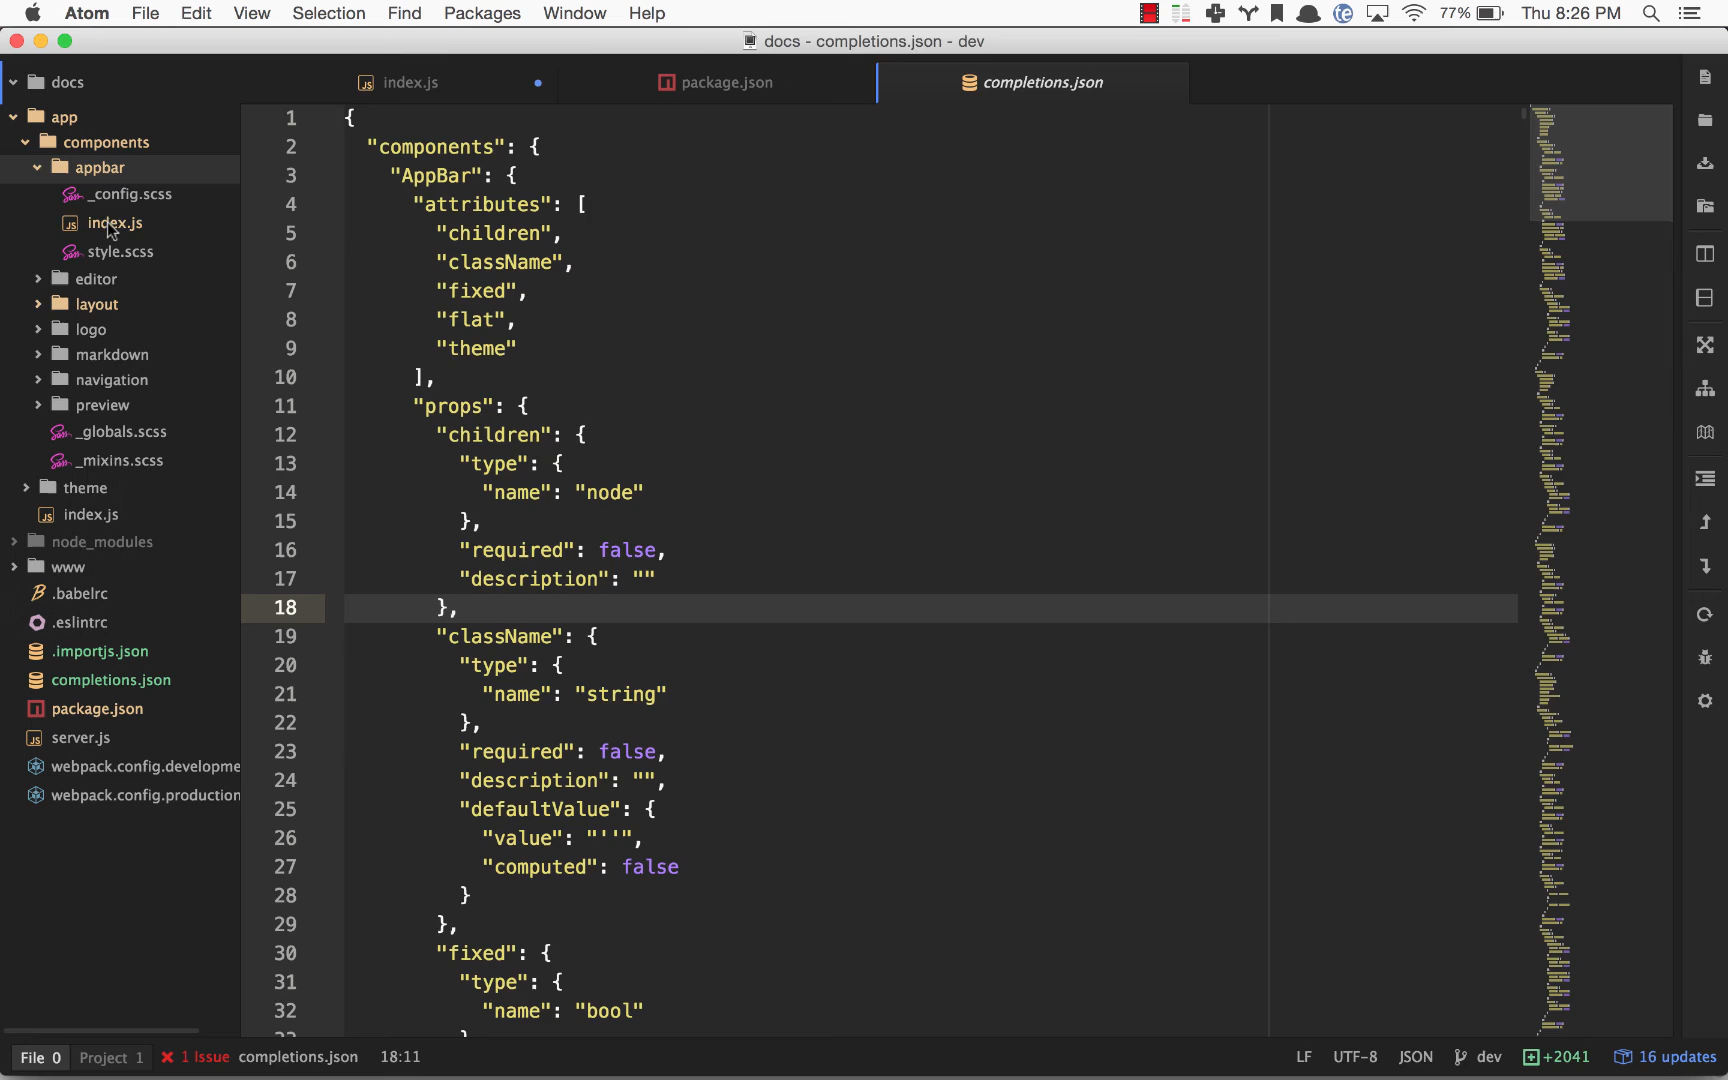 Atom File Edit View Selection Find Packages Window Help te 77% Thu 8:26 PM
docs - completions.json - dev
docs
index.js
package.json
completions.json
app
components
appbar
_config.scss
index.js
style.scss
editor
layout
logo
markdown
navigation
preview
_globals.scss
_mixins.scss
theme
index.js
node_modules
www
.babelrc
.eslintrc
.importjs.json
completions.json
package.json
server.js
webpack.config.developme
webpack.config.production
1 {
2 "components": {
3 "AppBar": {
4 "attributes": [
5 "children",
6 "className",
7 "fixed",
8 "flat",
9 "theme"
10 ],
11 "props": {
12 "children": {
13 "type": {
14 "name": "node"
15 },
16 "required": false,
17 "description": ""
18 },
19 "className": {
20 "type": {
21 "name": "string"
22 },
23 "required": false,
24 "description": "",
25 "defaultValue": {
26 "value": "''",
27 "computed": false
28 }
29 },
30 "fixed": {
31 "type": {
32 "name": "bool"
File 0 Project 1 1 Issue completions.json 18:11 LF UTF-8 JSON dev +2041 16 updates